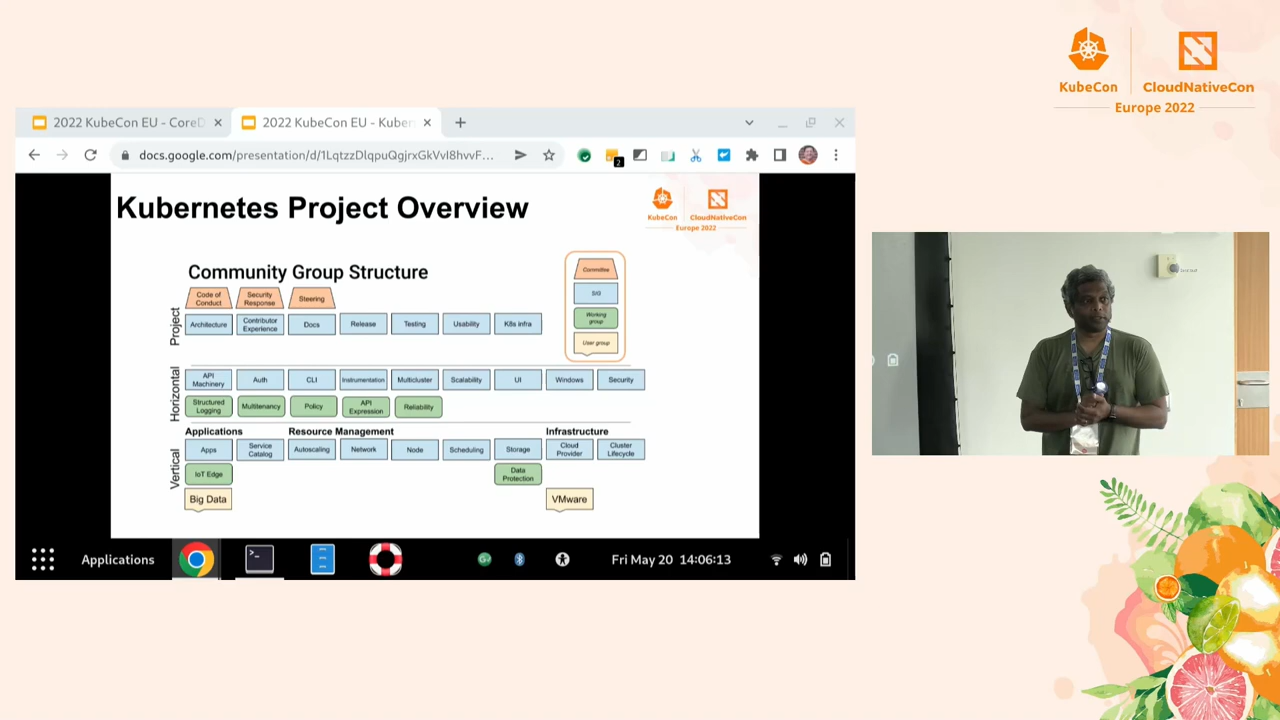 KubeCon
CloudNativeCon
Europe 2022
2022 KubeCon EU - CoreD
2022 KubeCon EU - Kuber
docs.google.com/presentation/d/1LqtzzDlqpuQgjrxGkVvI8hvvF...
2
Kubernetes Project Overview
KubeCon
CloudNativeCon
Europe 2022
Community Group Structure
Committee
SIG
Working group
User group
Project
Code of Conduct
Security Response
Steering
Architecture
Contributor Experience
Docs
Release
Testing
Usability
K8s Infra
Horizontal
API Machinery
Auth
CLI
Instrumentation
Multicluster
Scalability
UI
Windows
Security
Structured Logging
Multitenancy
Policy
API Expression
Reliability
Vertical
Applications
Resource Management
Infrastructure
Apps
Service Catalog
Autoscaling
Network
Node
Scheduling
Storage
Cloud Provider
Cluster Lifecycle
IoT Edge
Data Protection
Big Data
VMware
Applications
Fri May 20 14:06:13